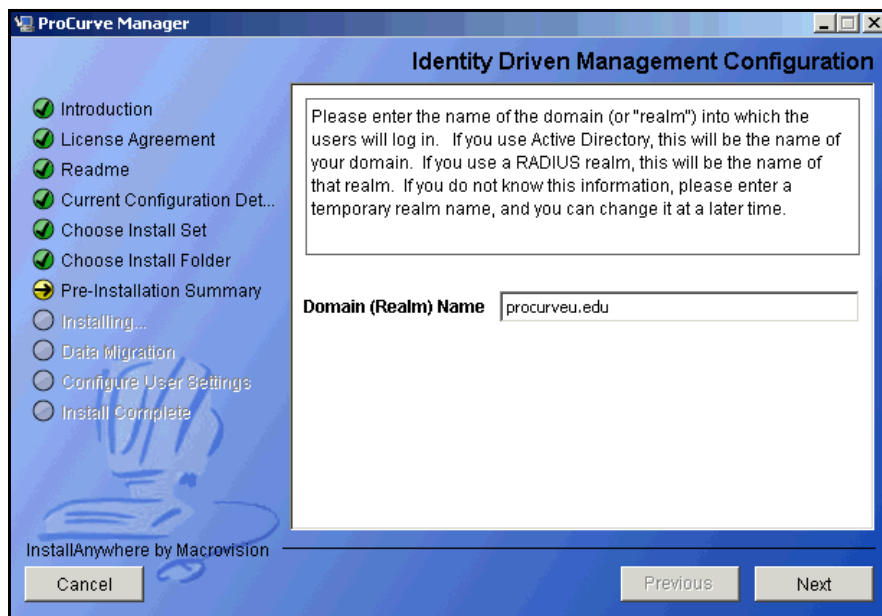 ProCurve Manager
Identity Driven Management Configuration
Introduction
License Agreement
Readme
Current Configuration Det...
Choose Install Set
Choose Install Folder
Pre-Installation Summary
Installing...
Data Migration
Configure User Settings
Install Complete
Please enter the name of the domain (or "realm") into which the
users will log in. If you use Active Directory, this will be the name of
your domain. If you use a RADIUS realm, this will be the name of
that realm. If you do not know this information, please enter a
temporary realm name, and you can change it at a later time.
Domain (Realm) Name procurveu.edu
InstallAnywhere by Macrovision
Cancel Previous Next